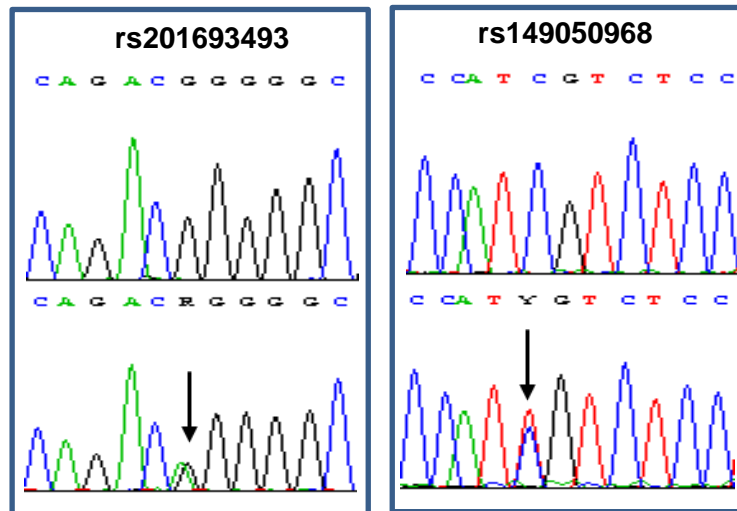 rs201693493
C A G A C G G G G G C
C A G A C R G G G G C
rs149050968
C C A T C G T C T C C
C C A T Y G T C T C C